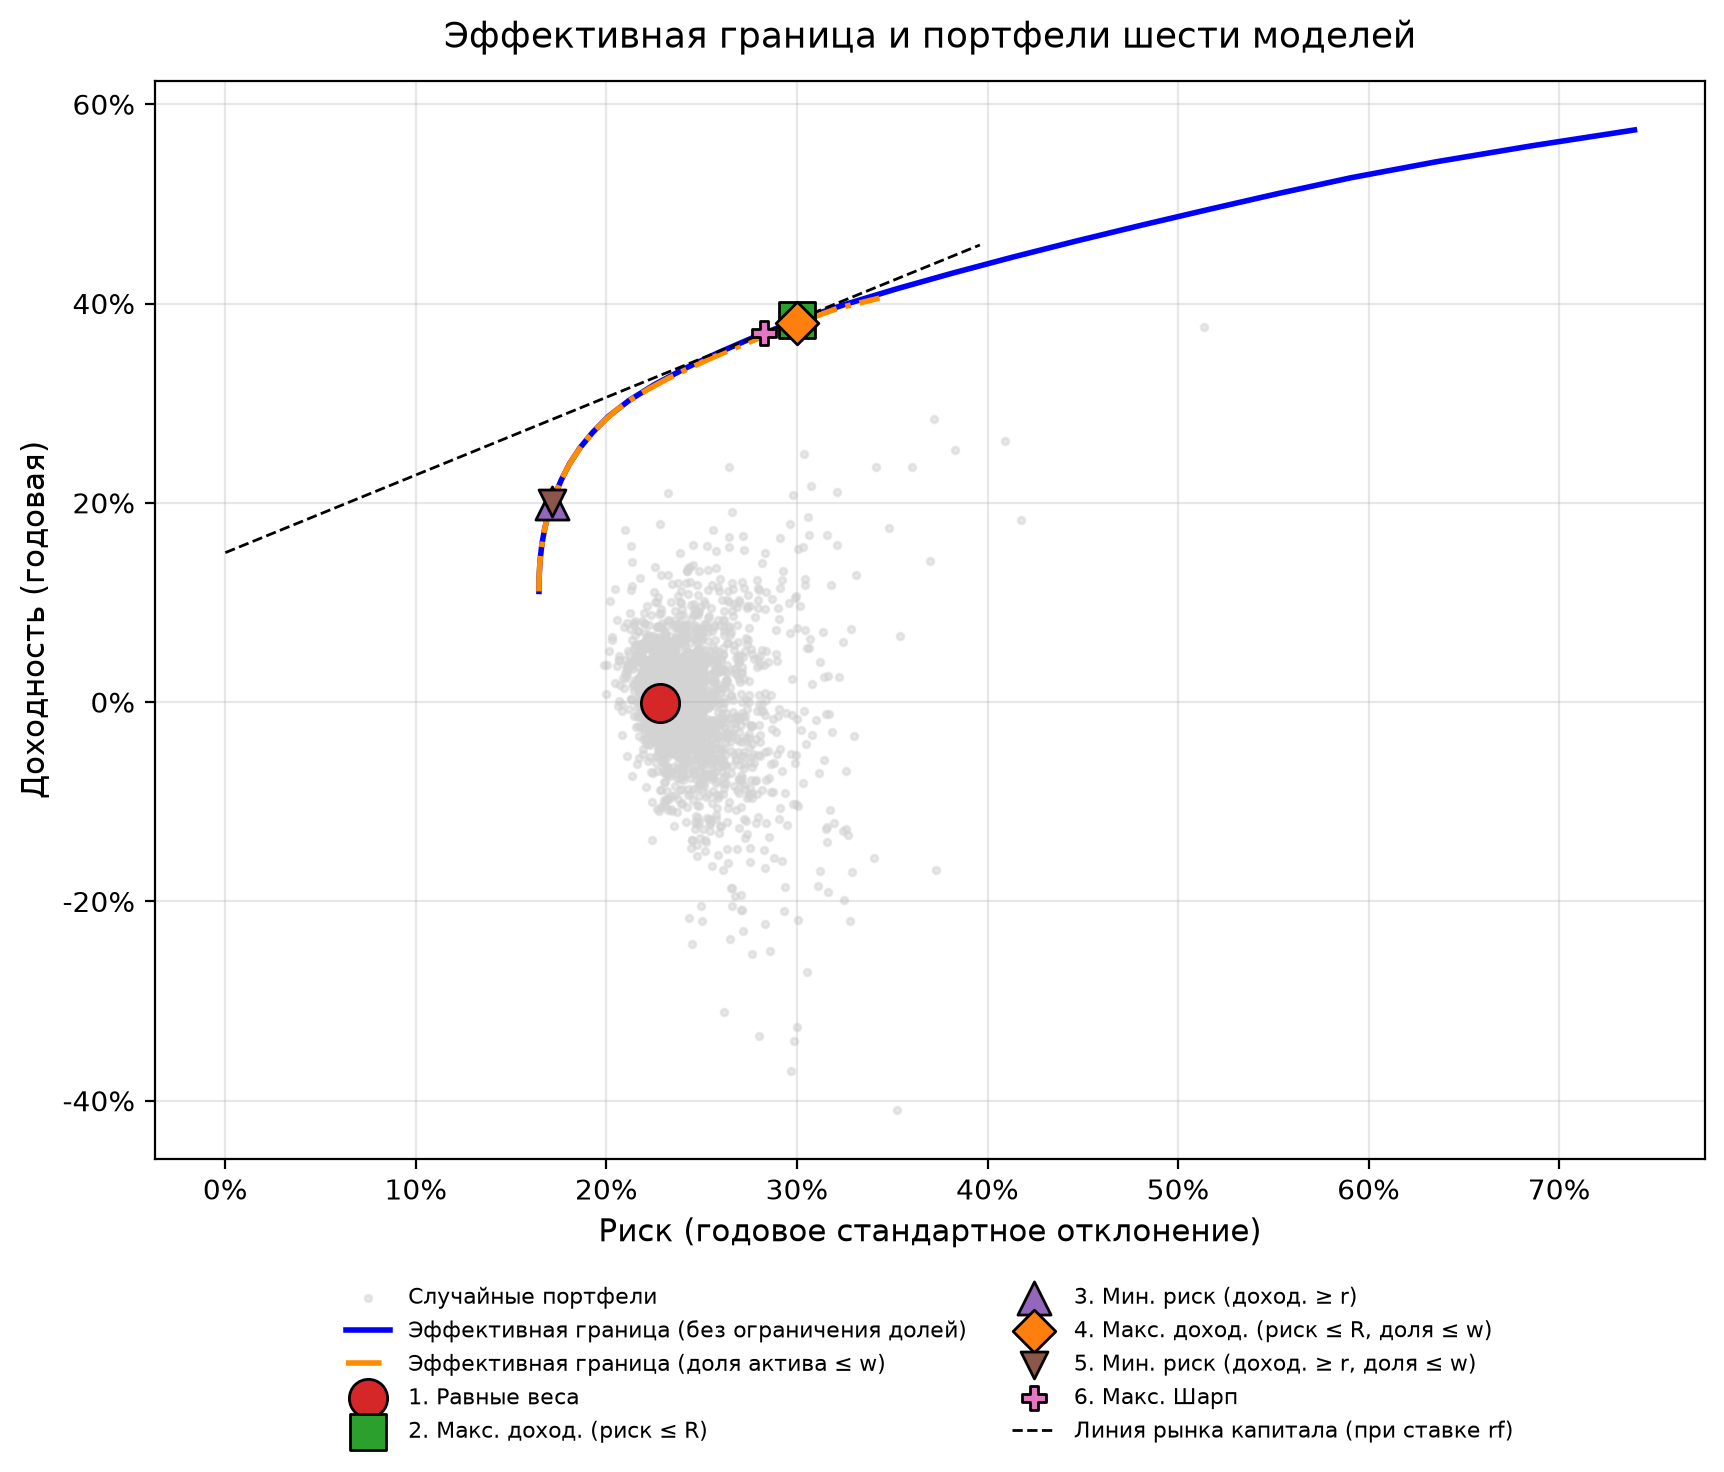 Эффективная граница и портфели шести моделей
Доходность (годовая)
60%
40%
20%
0%
-20%
-40%
0%
10%
20%
30%
40%
50%
60%
70%
Риск (годовое стандартное отклонение)
Случайные портфели
Эффективная граница (без ограничения долей)
Эффективная граница (доля актива ≤ w)
1. Равные веса
2. Макс. доход. (риск ≤ R)
3. Мин. риск (доход. ≥ r)
4. Макс. доход. (риск ≤ R, доля ≤ w)
5. Мин. риск (доход. ≥ r, доля ≤ w)
6. Макс. Шарп
Линия рынка капитала (при ставке rf)